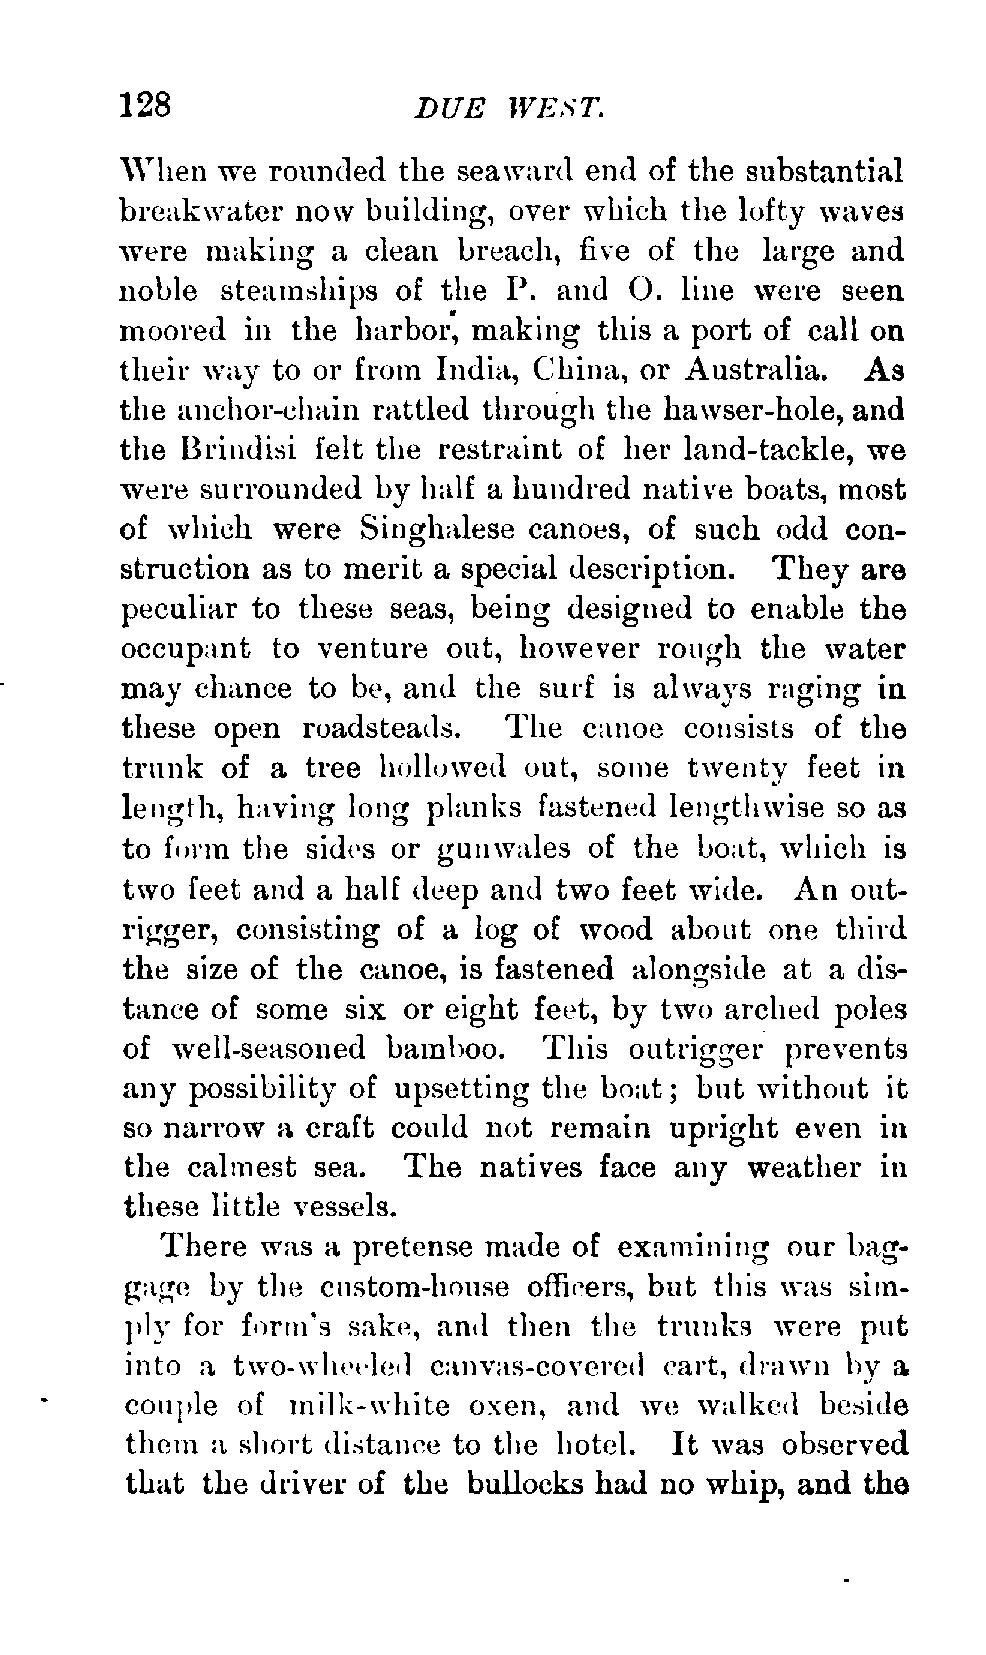 128 DUE WEST.
When we rounded the seaward end of the substantial
breakwater now building, over which the lofty waves
were making a clean breach, five of the large and
noble steamships of the P. and O. line were seen
moored in the harbor, making this a port of call on
their way to or from India, China, or Australia. As
the anchor-chain rattled through the hawser-hole, and
the Brindisi felt the restraint of her land-tackle, we
were surrounded by half a hundred native boats, most
of which were Singhalese canoes, of such odd con-
struction as to merit a special description. They are
peculiar to these seas, being designed to enable the
occupant to venture out, however rough the water
may chance to be, and the surf is always raging in
these open roadsteads. The canoe consists of the
trunk of a tree hollowed out, some twenty feet in
length, having long planks fastened lengthwise so as
to form the sides or gunwales of the boat, which is
two feet and a half deep and two feet wide. An out-
rigger, consisting of a log of wood about one third
the size of the canoe, is fastened alongside at a dis-
tance of some six or eight feet, by two arched poles
of well-seasoned bamboo. This outrigger prevents
any possibility of upsetting the boat; but without it
so narrow a craft could not remain upright even in
the calmest sea. The natives face any weather in
these little vessels.
There was a pretense made of examining our bag-
gage by the custom-house officers, but this was sim-
ply for form's sake, and then the trunks were put
into a two-wheeled canvas-covered cart, drawn by a
couple of milk-white oxen, and we walked beside
them a short distance to the hotel. It was observed
that the driver of the bullocks had no whip, and the